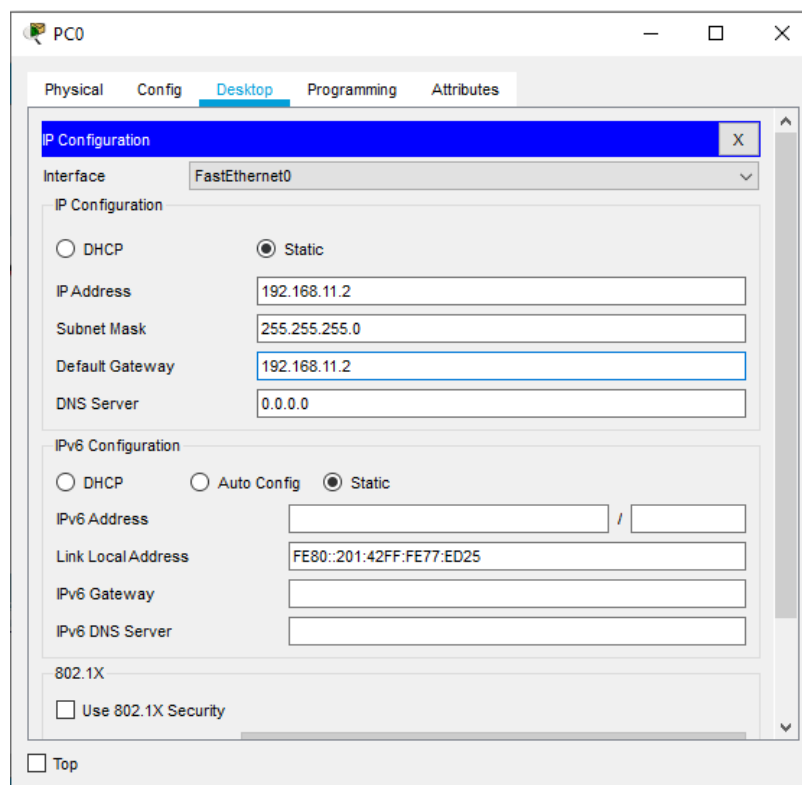 PC0
Physical Config Desktop Programming Attributes
IP Configuration X
Interface FastEthernet0
IP Configuration
DHCP Static
IP Address 192.168.11.2
Subnet Mask 255.255.255.0
Default Gateway 192.168.11.2
DNS Server 0.0.0.0
IPv6 Configuration
DHCP Auto Config Static
IPv6 Address /
Link Local Address FE80::201:42FF:FE77:ED25
IPv6 Gateway
IPv6 DNS Server
802.1X
Use 802.1X Security
Top